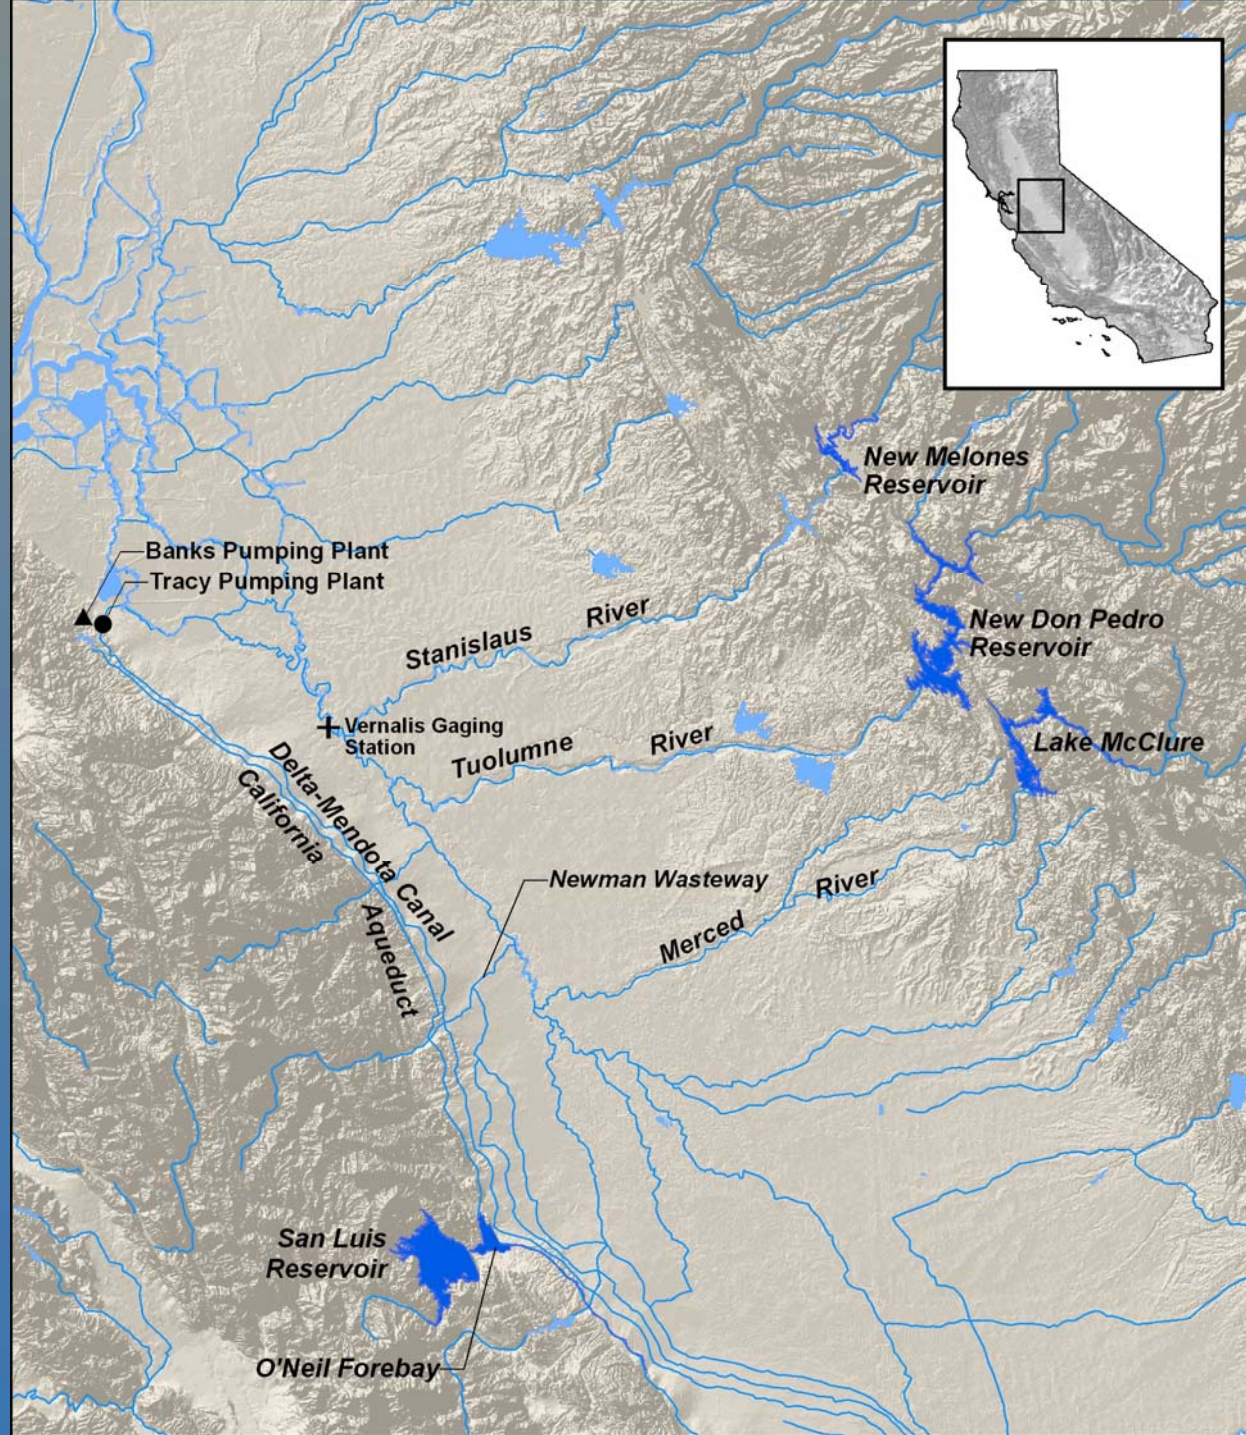 New Melones
Reservoir
Banks Pumping Plant
Tracy Pumping Plant
Stanislaus River
New Don Pedro
Reservoir
Vernalis Gaging
Station
Tuolumne River
Lake McClure
Delta-Mendota Canal
California Aqueduct
Newman Wasteway
Merced River
San Luis
Reservoir
O'Neil Forebay